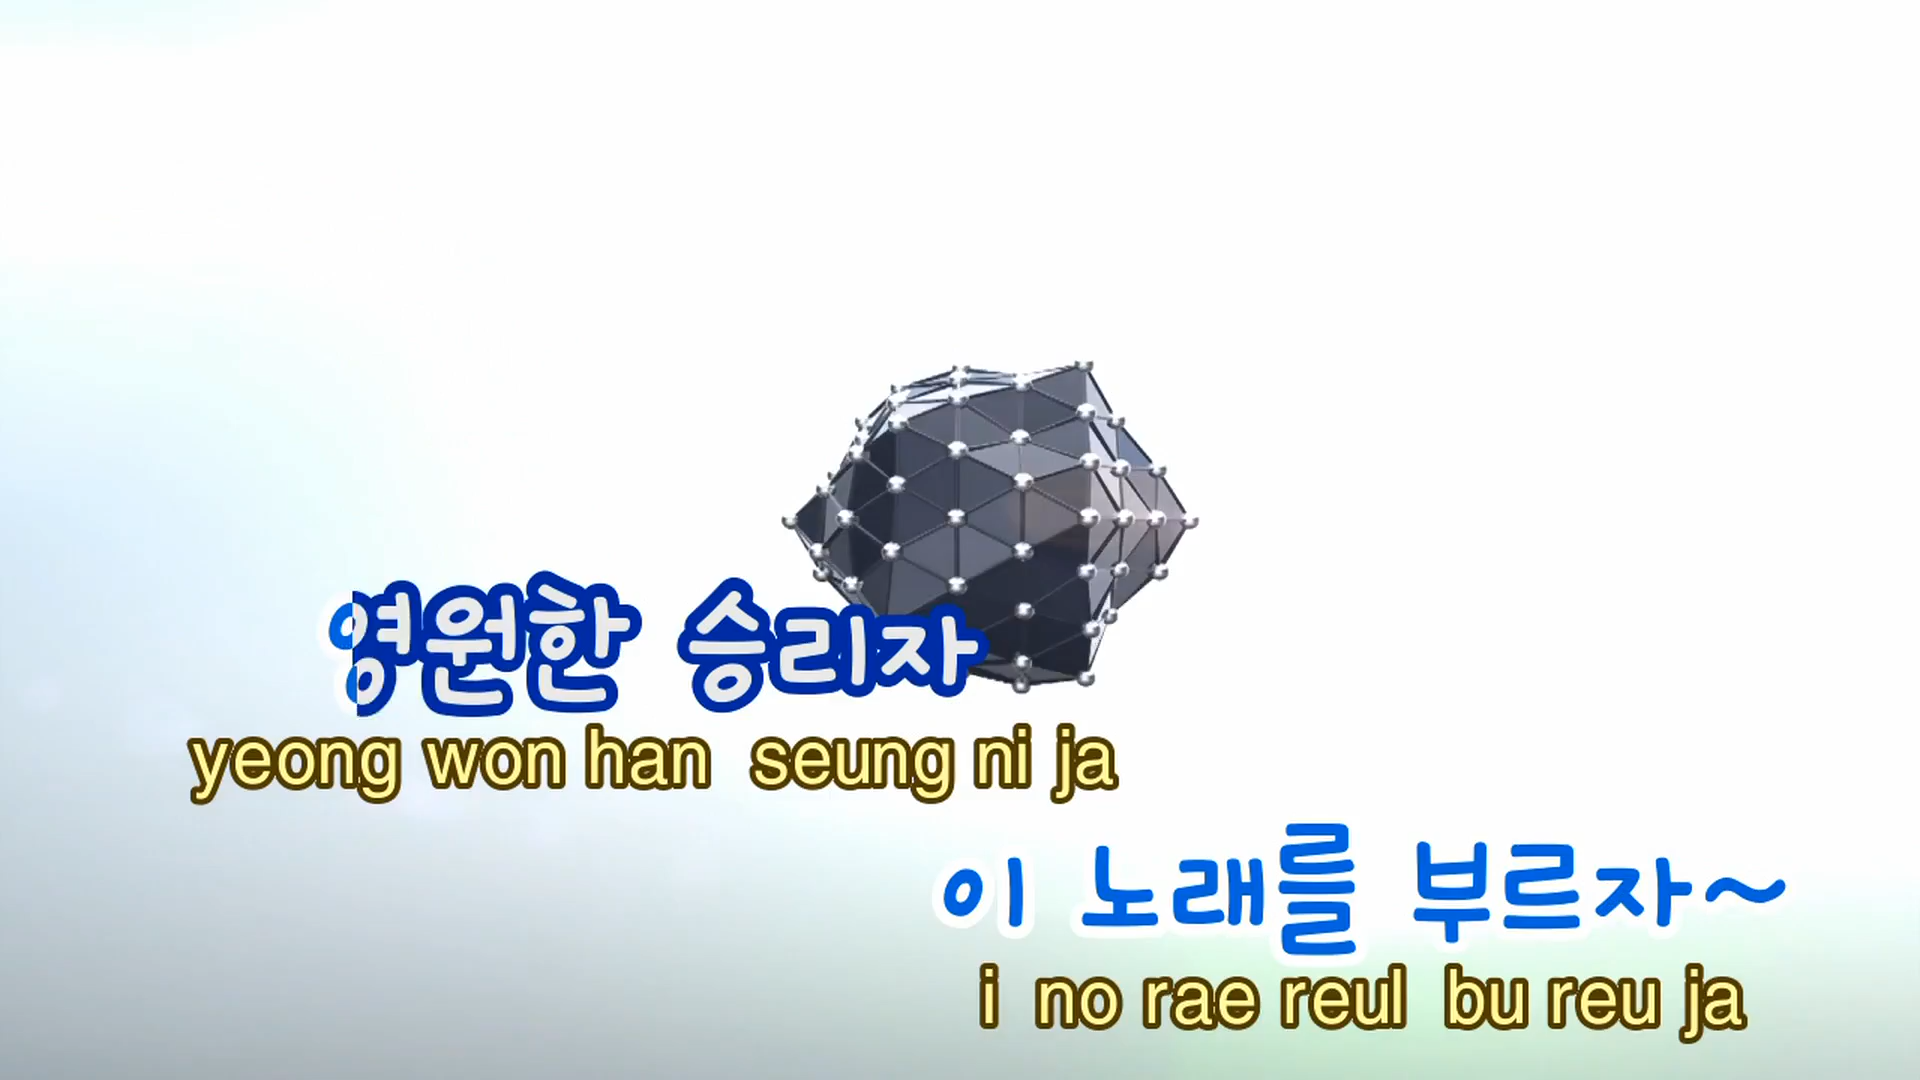 영원한 승리자
yeong won han seung ni ja
이 노래를 부르자~
i no rae reul bu reu ja